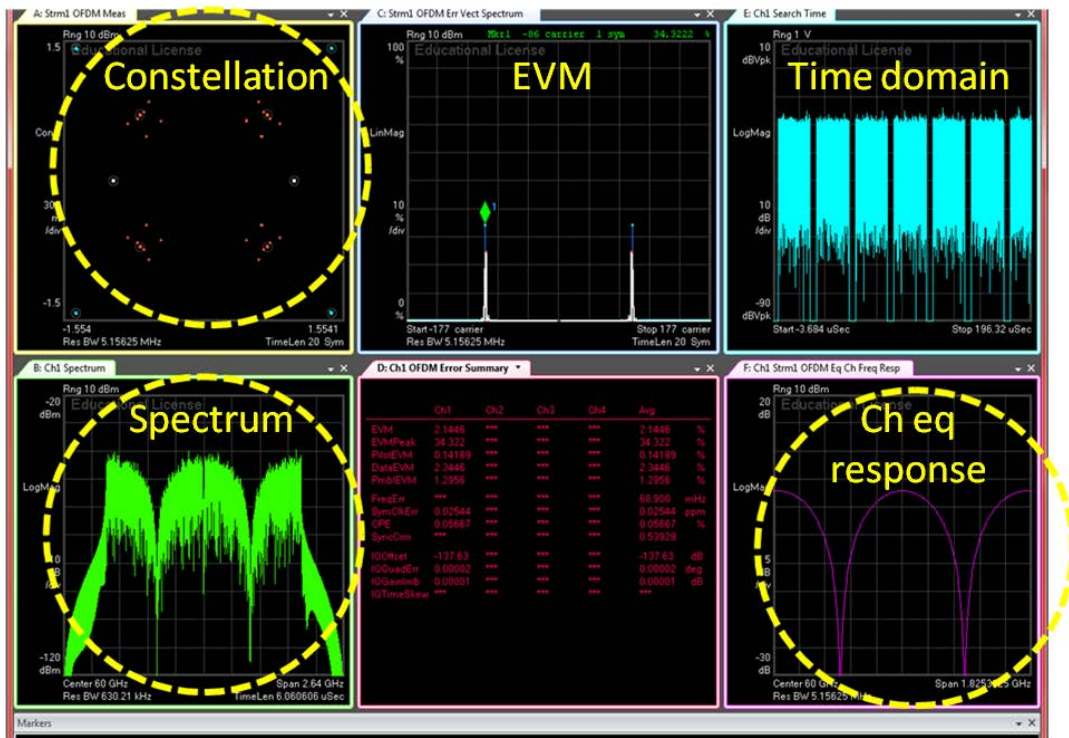 A: Strm1 OFDM Meas
Rng 10 dBm
Educational License
1.5
Constellation
Con
30
m
/div
-1.5
-1.554 1.5541
Res BW 5.15625 MHz TimeLen 20 Sym
C: Strm1 OFDM Err Vect Spectrum
Rng 10 dBm Mkr1 -86 carrier 1 sym 34.3222 %
Educational License
100
%
EVM
LinMag
10
%
/div
1
0
%
Start-177 carrier Stop 177 carrier
Res BW 5.15625 MHz TimeLen 20 Sym
E: Ch1 Search Time
Rng 1 V
Educational License
10
dBVpk
Time domain
LogMag
10
dB
/div
-90
dBVpk
Start-3.684 uSec Stop 196.32 uSec
B: Ch1 Spectrum
Rng 10 dBm
Educational License
-20
dBm
Spectrum
LogMag
-120
dBm
Center 60 GHz Span 2.64 GHz
Res BW 630.21 kHz TimeLen 6.060606 uSec
D: Ch1 OFDM Error Summary
Ch1 Ch2 Ch3 Ch4 Avg
EVM 2.1446 *** *** *** 2.1446 %
EVMPeak 34.322 *** *** *** 34.322 %
PilotEVM 0.14189 *** *** *** 0.14189 %
DataEVM 2.3446 *** *** *** 2.3446 %
PmblEVM 1.2956 *** *** *** 1.2956 %
FreqErr *** *** *** *** 68.906 mHz
SymClkErr 0.02544 *** *** *** 0.02544 ppm
CPE 0.05667 *** *** *** 0.05667 %
SyncCorr *** *** *** *** 0.53929
IQOffset -137.63 *** *** *** -137.63 dB
IQQuadErr 0.00002 *** *** *** 0.00002 deg
IQGainImb 0.00001 *** *** *** 0.00001 dB
IQTimeSkew *** *** *** *** ***
F: Ch1 Strm1 OFDM Eq Ch Freq Resp
Rng 10 dBm
Educational License
20
dB
Ch eq
response
LogMag
5
dB
/div
-30
dB
Center 60 GHz Span
Res BW 5.15625
Markers